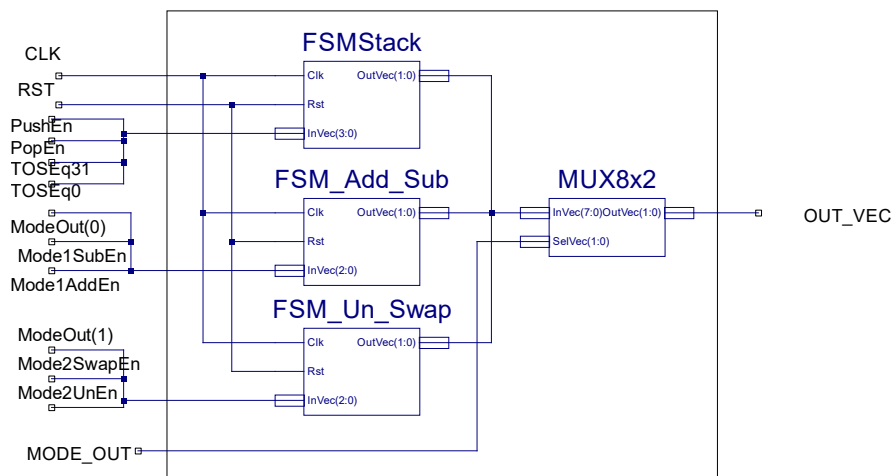 CLK
RST
PushEn
PopEn
TOSEq31
TOSEq0
ModeOut(0)
Mode1SubEn
Mode1AddEn
ModeOut(1)
Mode2SwapEn
Mode2UnEn
MODE_OUT
FSMStack
Clk
OutVec(1:0)
Rst
InVec(3:0)
FSM_Add_Sub
Clk
OutVec(1:0)
Rst
InVec(2:0)
FSM_Un_Swap
Clk
OutVec(1:0)
Rst
InVec(2:0)
MUX8x2
InVec(7:0)
OutVec(1:0)
SelVec(1:0)
OUT_VEC